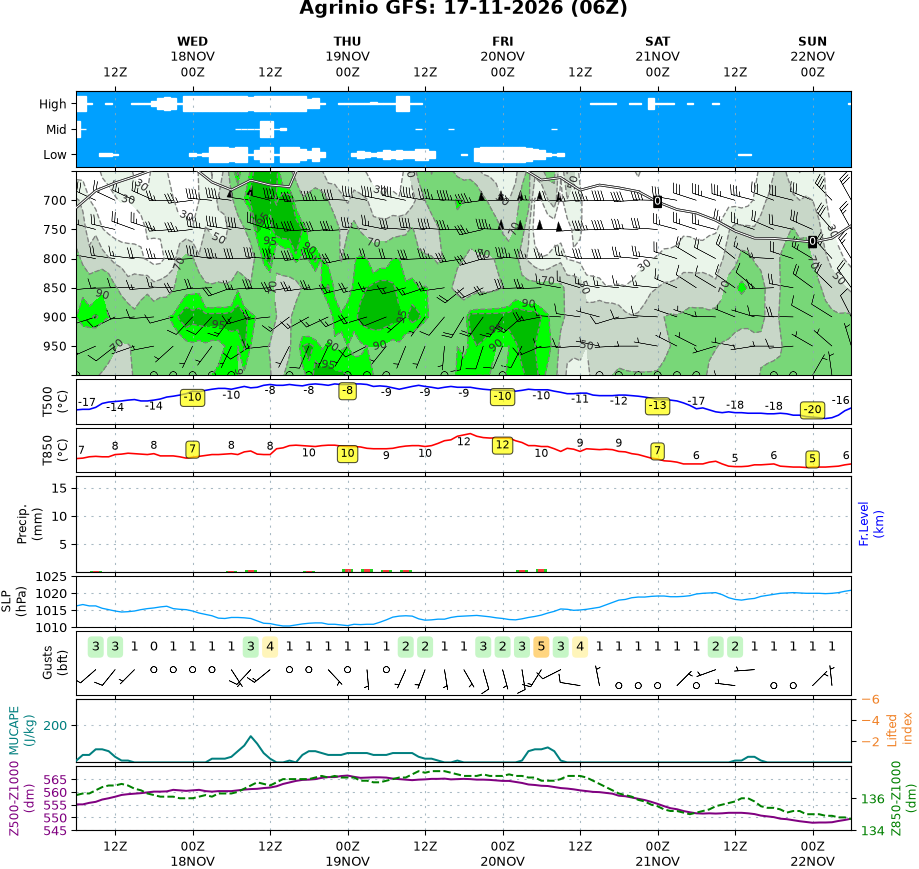 Agrinio GFS: 17-11-2026 (06Z)
WED THU FRI SAT SUN
18NOV 19NOV 20NOV 21NOV 22NOV
12Z 00Z 12Z 00Z 12Z 00Z 12Z 00Z 12Z 00Z
High
Mid
Low
700
750
800
850
900
950
T500 (°C)
-17 -14 -14 -10 -10 -8 -8 -8 -9 -9 -9 -10 -10 -11 -12 -13 -17 -18 -18 -20 -16
T850 (°C)
7 8 8 7 8 8 10 10 9 10 12 12 10 9 9 7 6 5 6 5 6
Precip. (mm)
15
10
5
Fr.Level (km)
SLP (hPa)
1025
1020
1015
1010
Gusts (bft)
3 3 1 0 1 1 1 1 3 4 1 1 1 1 1 1 2 2 1 1 3 2 3 5 3 4 1 1 1 1 1 1 2 2 1 1 1 1 1
MUCAPE (J/kg)
200
−6
−4
−2
Lifted index
Z500-Z1000 (dm)
565
560
555
550
545
136
134
Z850-Z1000 (dm)
12Z 00Z 12Z 00Z 12Z 00Z 12Z 00Z 12Z 00Z
18NOV 19NOV 20NOV 21NOV 22NOV